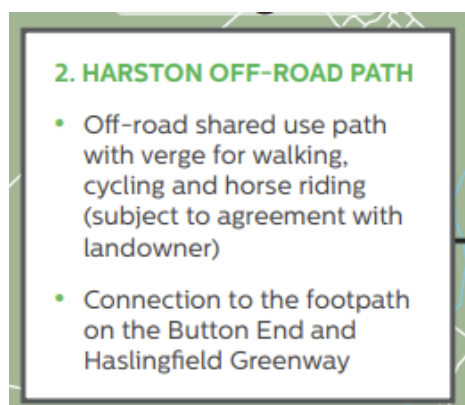 2. HARSTON OFF-ROAD PATH
• Off-road shared use path
with verge for walking,
cycling and horse riding
(subject to agreement with
landowner)
• Connection to the footpath
on the Button End and
Haslingfield Greenway